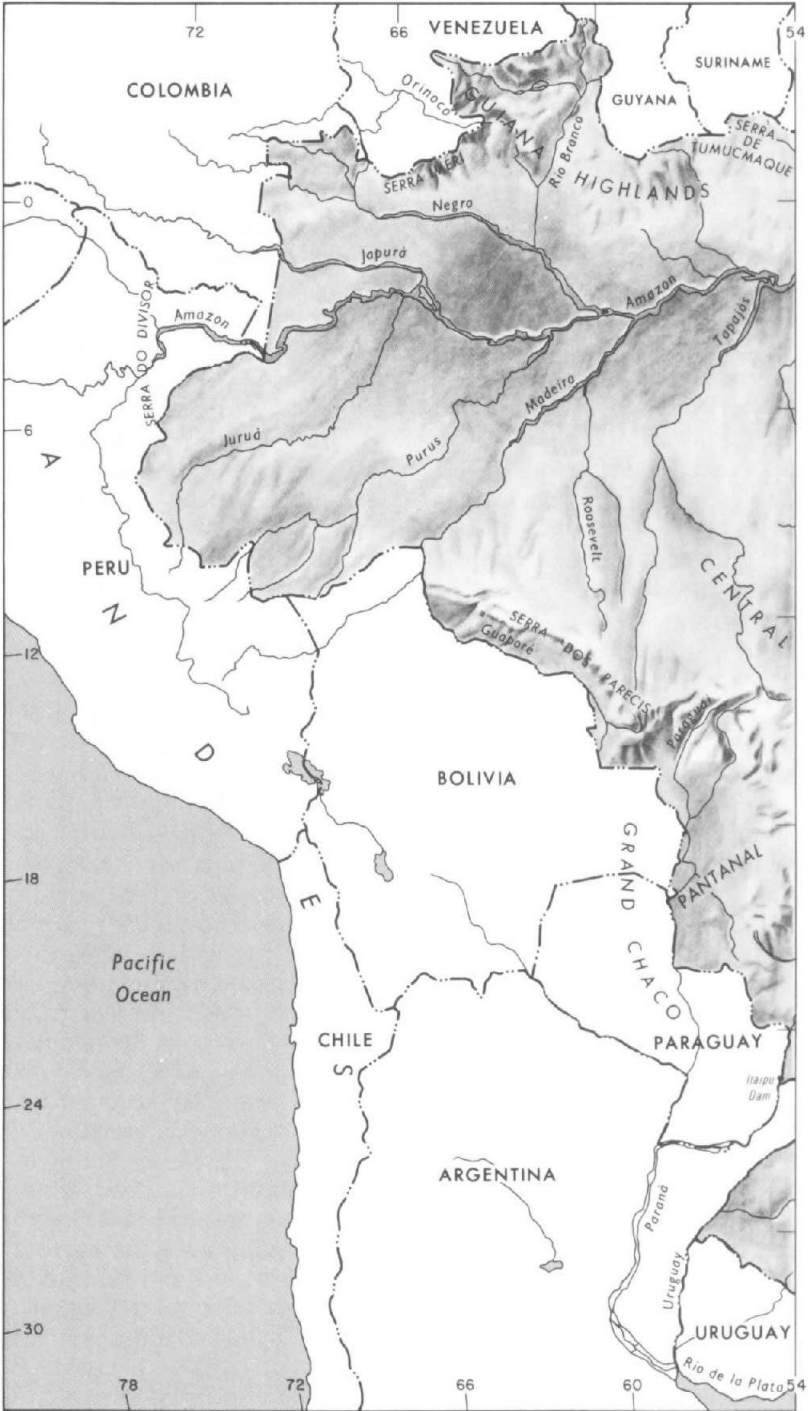 72
66
54
VENEZUELA
SURINAME
COLOMBIA
Orinoco
GUIANA
GUYANA
SERRA
DE
TUMUCMAQUE
Rio Branco
SERRA IMERI
HIGHLANDS
0
Negro
Japurá
SERRA DO DIVISOR
Amazon
Amazon
Tapajós
6
Madeira
Juruá
Purus
Roosevelt
ANDES
PERU
CENTRAL
12
SERRA DOS PARECIS
Guaporé
Paraguai
BOLIVIA
GRAND CHACO
18
PANTANAL
Pacific
Ocean
CHILE
PARAGUAY
Itaipu
Dam
24
ARGENTINA
Paraná
Uruguay
30
URUGUAY
Rio de la Plata
78
72
66
60
54